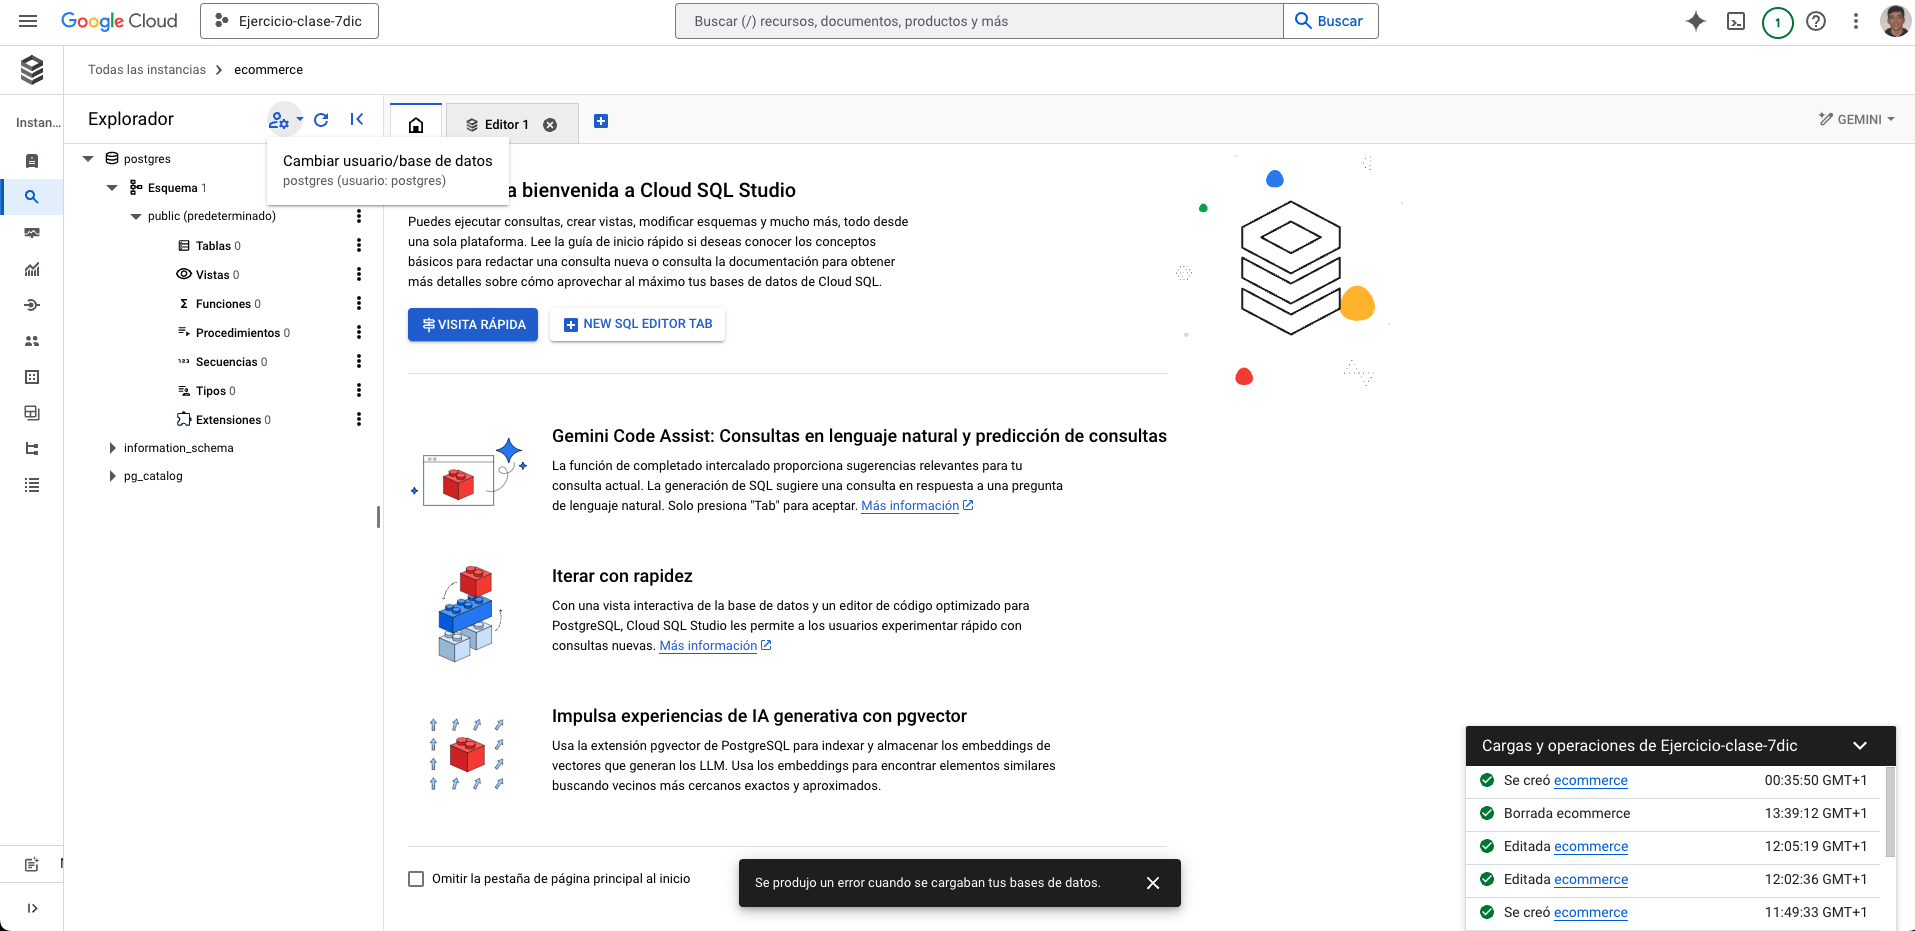 Google Cloud
Ejercicio-clase-7dic
Buscar (/) recursos, documentos, productos y más
Buscar
1
Todas las instancias
ecommerce
Instan...
Explorador
Editor 1
GEMINI
Cambiar usuario/base de datos
postgres (usuario: postgres)
postgres
Esquema 1
public (predeterminado)
Tablas 0
Vistas 0
Funciones 0
Procedimientos 0
Secuencias 0
Tipos 0
Extensiones 0
information_schema
pg_catalog
a bienvenida a Cloud SQL Studio
Puedes ejecutar consultas, crear vistas, modificar esquemas y mucho más, todo desde
una sola plataforma. Lee la guía de inicio rápido si deseas conocer los conceptos
básicos para redactar una consulta nueva o consulta la documentación para obtener
más detalles sobre cómo aprovechar al máximo tus bases de datos de Cloud SQL.
VISITA RÁPIDA
NEW SQL EDITOR TAB
Gemini Code Assist: Consultas en lenguaje natural y predicción de consultas
La función de completado intercalado proporciona sugerencias relevantes para tu
consulta actual. La generación de SQL sugiere una consulta en respuesta a una pregunta
de lenguaje natural. Solo presiona "Tab" para aceptar. Más información
Iterar con rapidez
Con una vista interactiva de la base de datos y un editor de código optimizado para
PostgreSQL, Cloud SQL Studio les permite a los usuarios experimentar rápido con
consultas nuevas. Más información
Impulsa experiencias de IA generativa con pgvector
Usa la extensión pgvector de PostgreSQL para indexar y almacenar los embeddings de
vectores que generan los LLM. Usa los embeddings para encontrar elementos similares
buscando vecinos más cercanos exactos y aproximados.
Omitir la pestaña de página principal al inicio
Se produjo un error cuando se cargaban tus bases de datos.
Cargas y operaciones de Ejercicio-clase-7dic
Se creó ecommerce 00:35:50 GMT+1
Borrada ecommerce 13:39:12 GMT+1
Editada ecommerce 12:05:19 GMT+1
Editada ecommerce 12:02:36 GMT+1
Se creó ecommerce 11:49:33 GMT+1